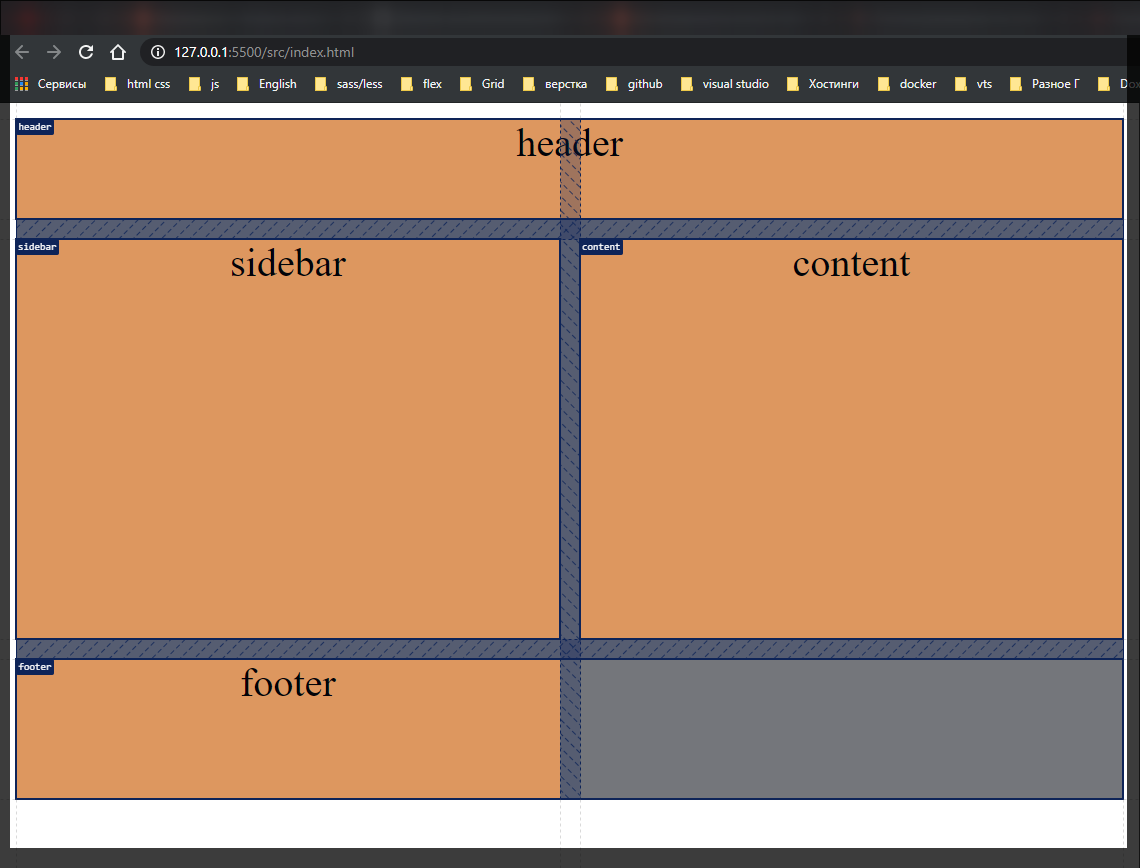 127.0.0.1:5500/src/index.html
Сервисы html css js English sass/less flex Grid верстка github visual studio Хостинги docker vts Разное Г
header
header
sidebar content
sidebar content
footer
footer